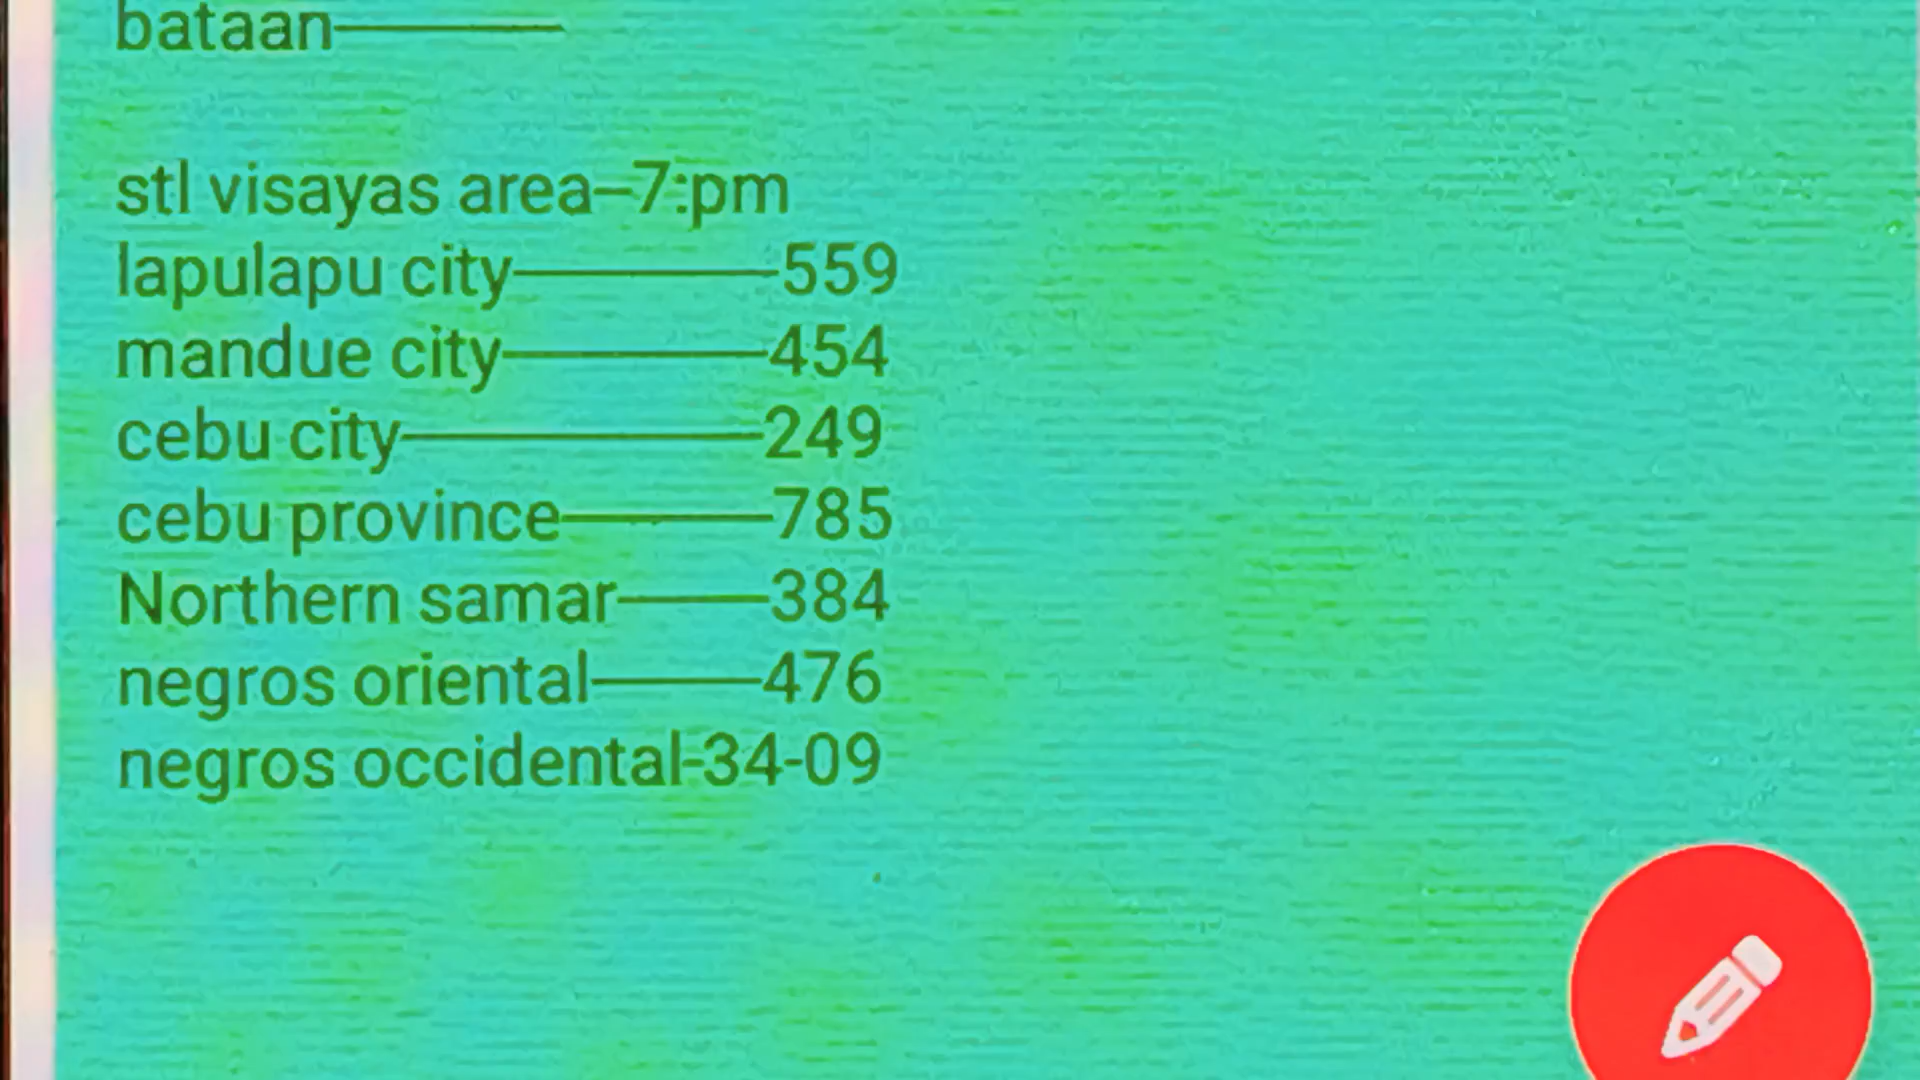 bataan————
stl visayas area–7:pm
lapulapu city—————559
mandue city—————454
cebu city———————249
cebu province————785
Northern samar———384
negros oriental———476
negros occidental-34-09